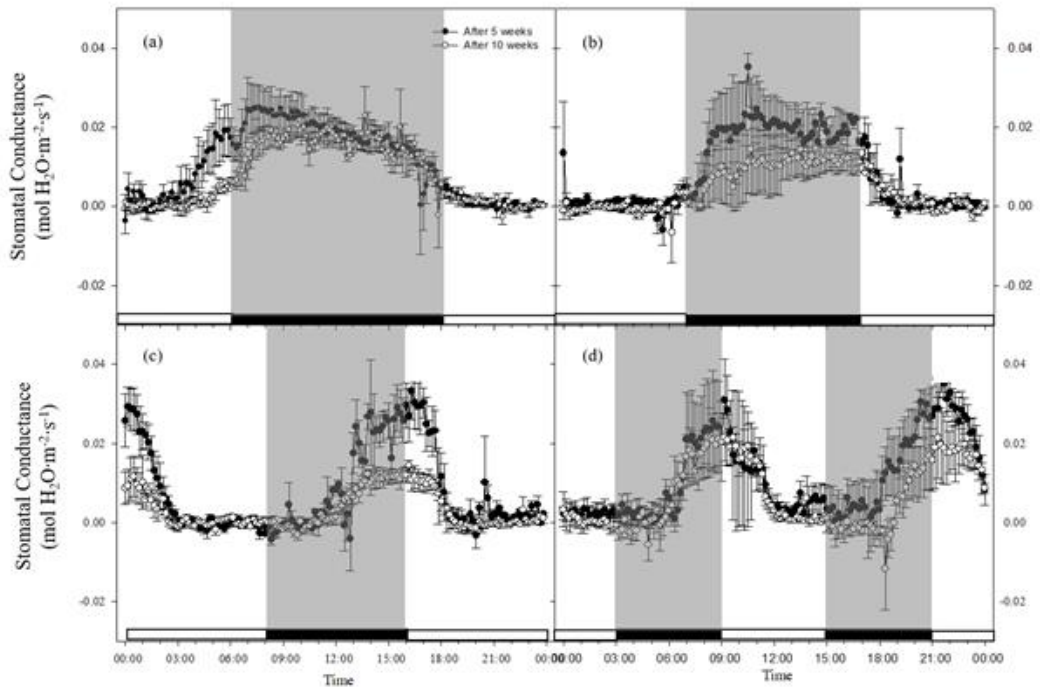 (a)
After 5 weeks
After 10 weeks
(b)
0.04
0.02
0.00
-0.02
0.04
0.02
0.00
-0.02
Stomatal Conductance
(mol H₂O·m⁻²·s⁻¹)
(c)
(d)
0.04
0.02
0.00
-0.02
0.04
0.02
0.00
-0.02
Stomatal Conductance
(mol H₂O·m⁻²·s⁻¹)
00:00 03:00 06:00 09:00 12:00 15:00 18:00 21:00
00:00 03:00 06:00 09:00 12:00 15:00 18:00 21:00 00:00
Time
Time